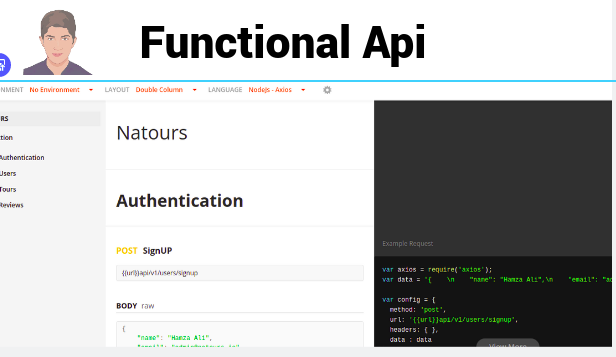 Functional Api
NMENT No Environment LAYOUT Double Column LANGUAGE NodeJs - Axios
RS
tion
Authentication
Users
Tours
Reviews
Natours
Authentication
POST SignUP
{{url}}api/v1/users/signup
BODY raw
{
"name": "Hamza Ali",
Example Request
var axios = require('axios');
var data = '{ \n "name": "Hamza Ali",\n "email": "ad
var config = {
method: 'post',
url: '{{url}}api/v1/users/signup',
headers: { },
data : data
View More